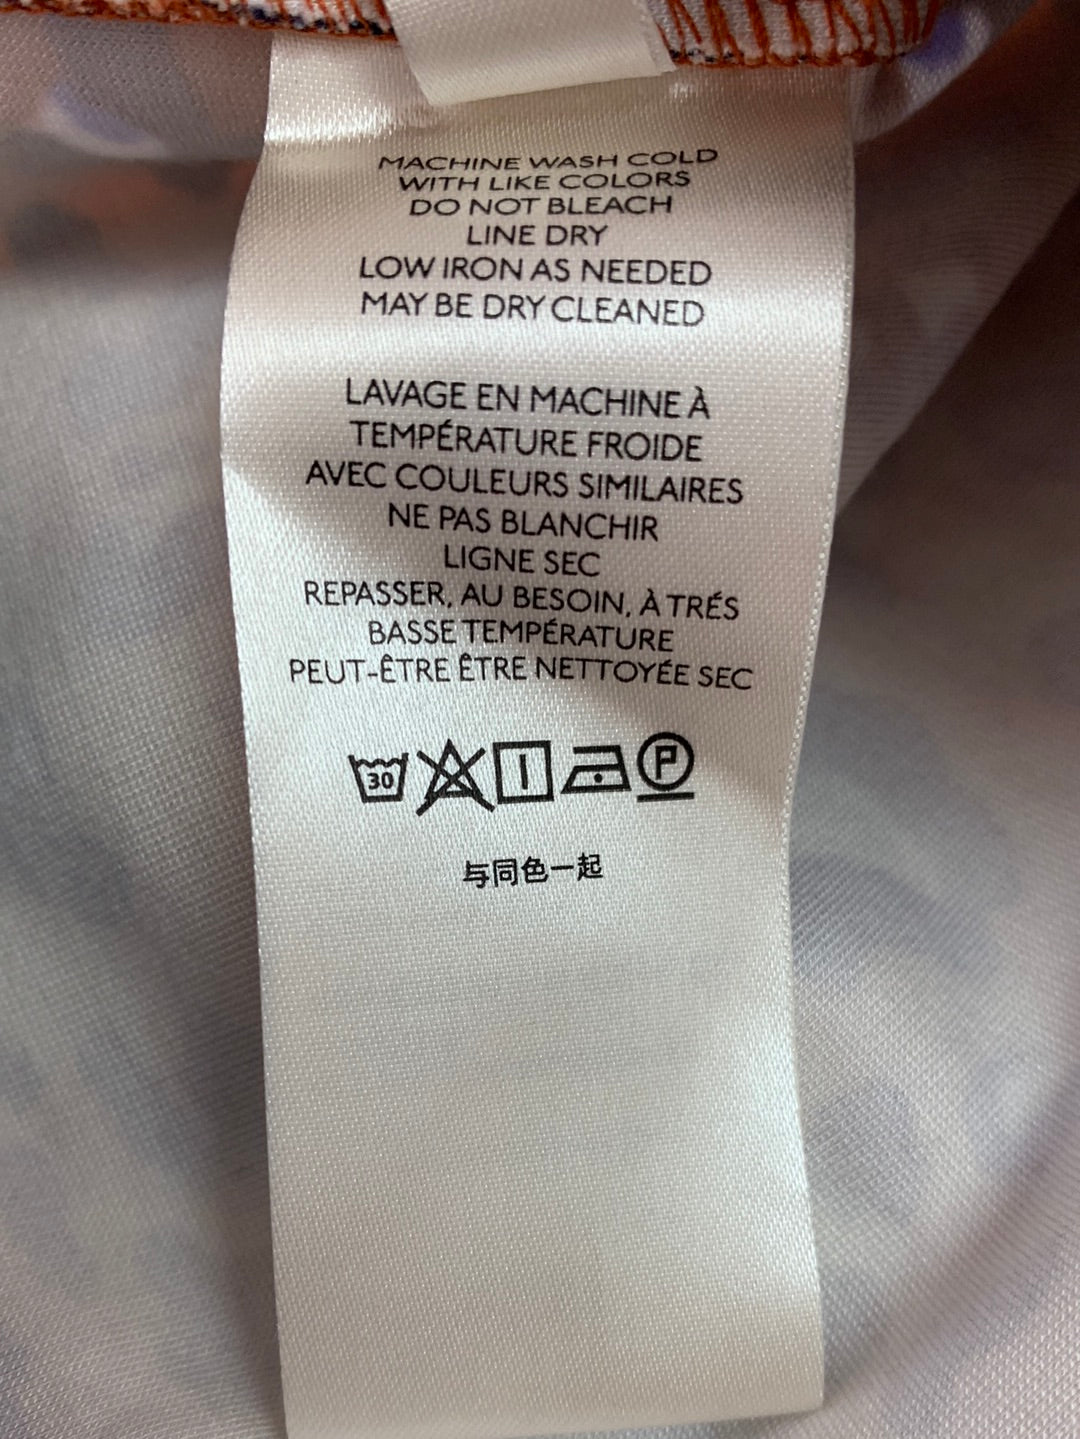 MACHINE WASH COLD
WITH LIKE COLORS
DO NOT BLEACH
LINE DRY
LOW IRON AS NEEDED
MAY BE DRY CLEANED
LAVAGE EN MACHINE À
TEMPÉRATURE FROIDE
AVEC COULEURS SIMILAIRES
NE PAS BLANCHIR
LIGNE SEC
REPASSER, AU BESOIN, À TRÉS
BASSE TEMPÉRATURE
PEUT-ÊTRE ÊTRE NETTOYÉE SEC
30 P
与同色一起